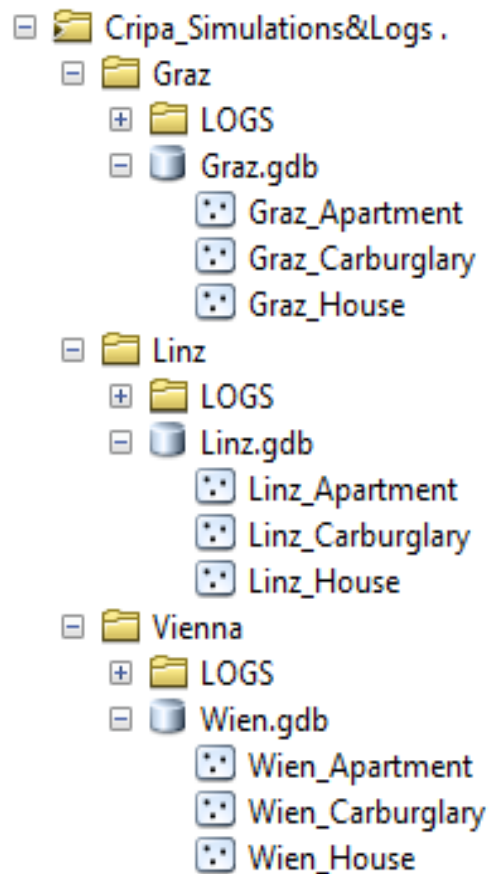 Cripa_Simulations&Logs .
Graz
LOGS
Graz.gdb
Graz_Apartment
Graz_Carburglary
Graz_House
Linz
LOGS
Linz.gdb
Linz_Apartment
Linz_Carburglary
Linz_House
Vienna
LOGS
Wien.gdb
Wien_Apartment
Wien_Carburglary
Wien_House